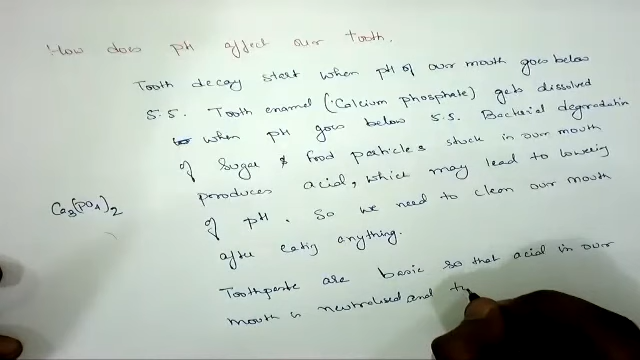 How does pH affect our tooth.
Tooth decay start when pH of our mouth goes below
5.5. Tooth enamel (Calcium phosphate) gets dissolved
when pH goes below 5.5. Bacterial degradation
of Sugar & food particles stuck in our mouth
produces acid, which may lead to lowering
Ca3(PO4)2
of pH. So we need to clean our mouth
after eating anything.
Toothpaste are basic so that acid in our
mouth is neutralised and th